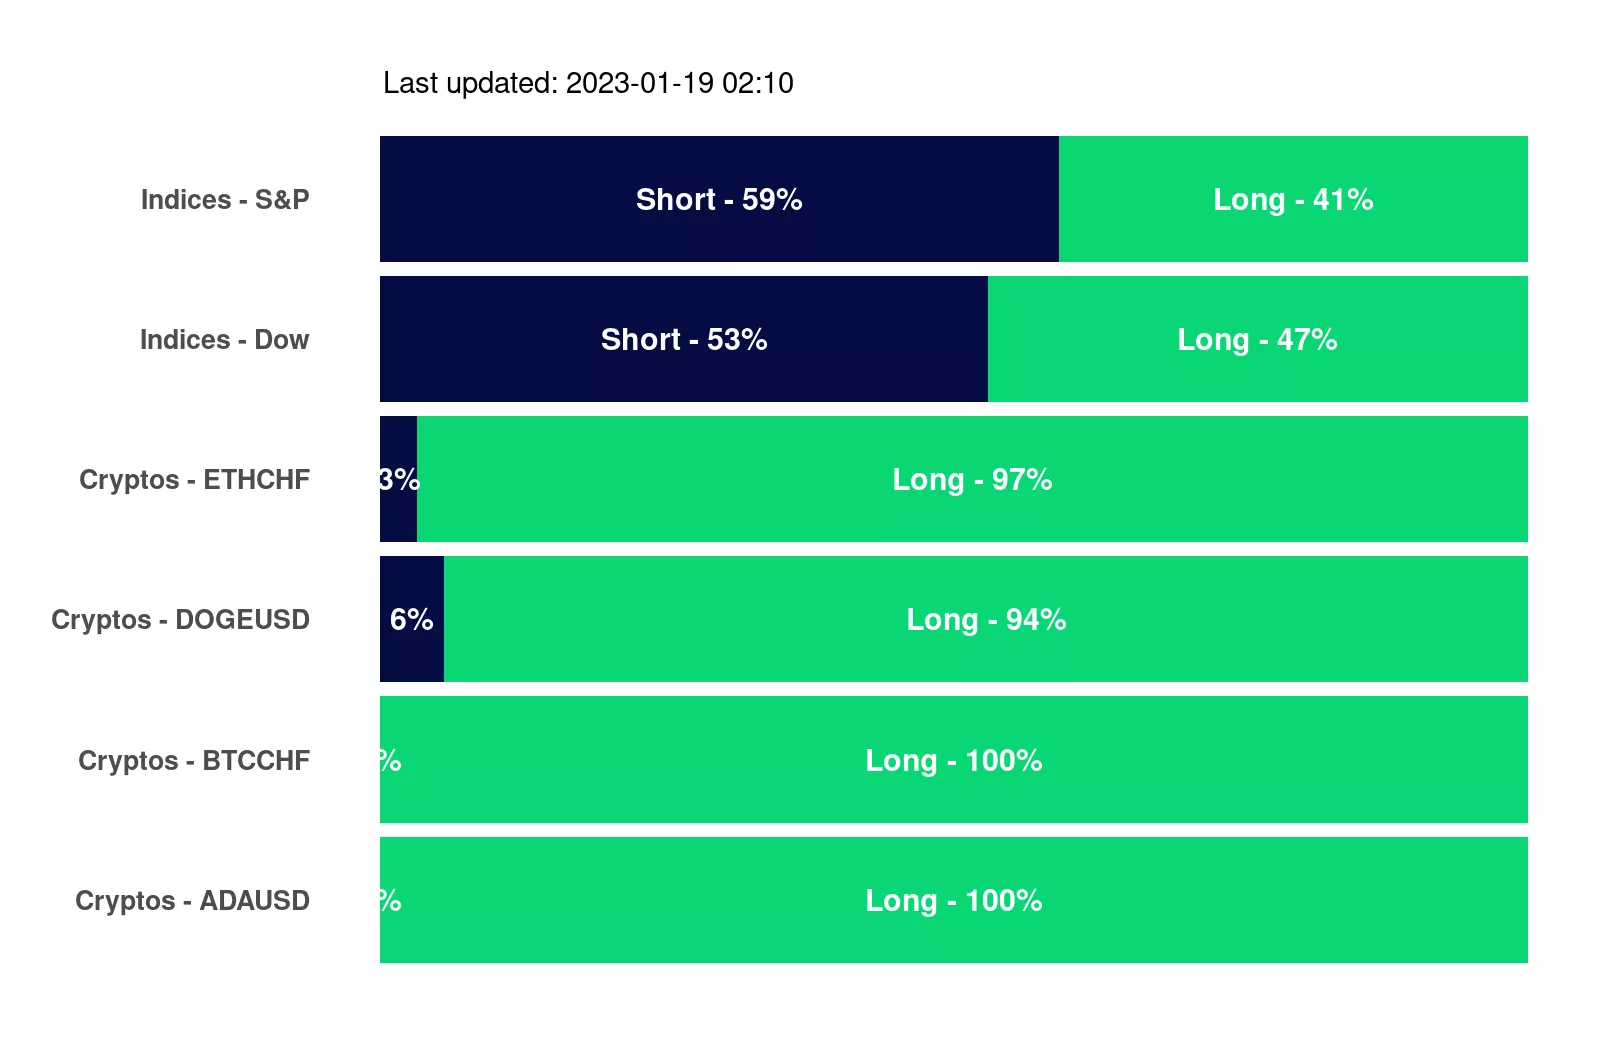 Last updated: 2023-01-19 02:10
Indices - S&P Short - 59% Long - 41%
Indices - Dow Short - 53% Long - 47%
Cryptos - ETHCHF 3% Long - 97%
Cryptos - DOGEUSD 6% Long - 94%
Cryptos - BTCCHF % Long - 100%
Cryptos - ADAUSD % Long - 100%